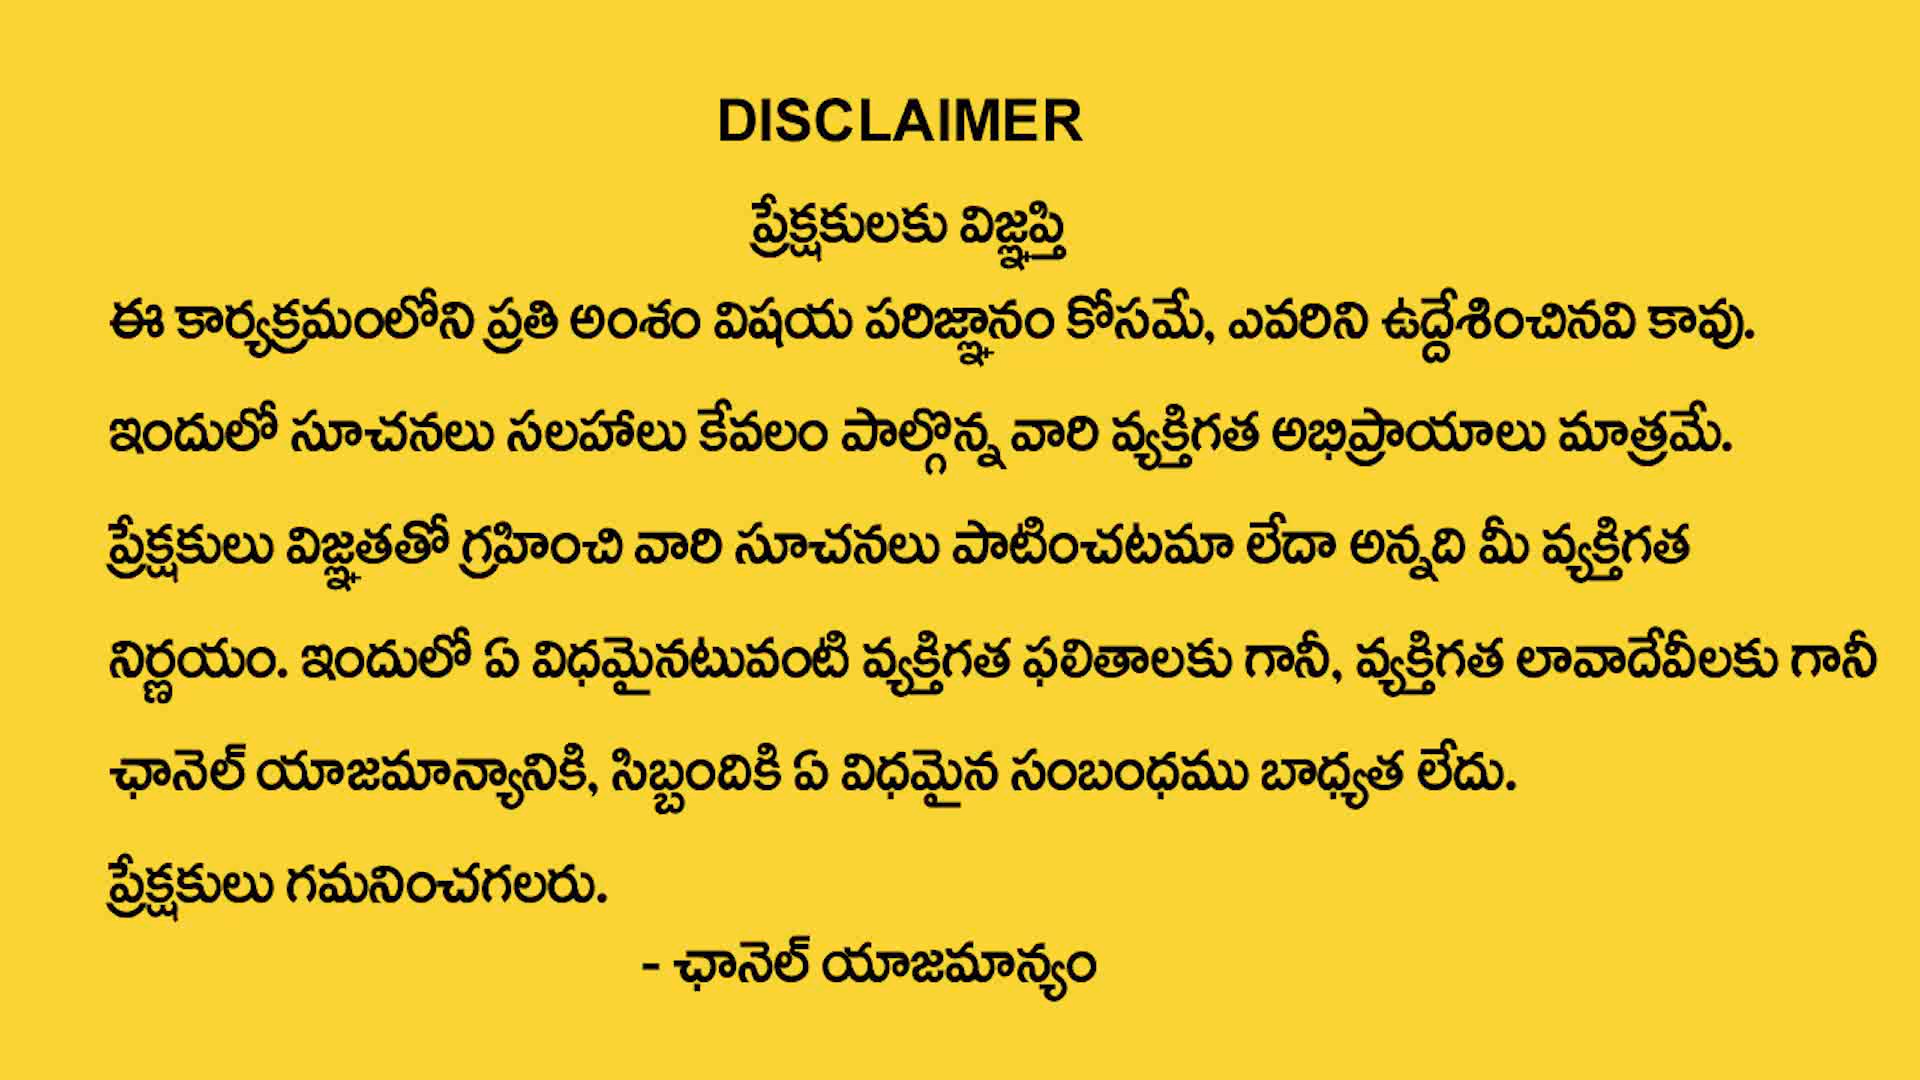 DISCLAIMER
ప్రేక్షకులకు విజ్ఞప్తి
ఈ కార్యక్రమంలోని ప్రతి అంశం విషయ పరిజ్ఞానం కోసమే, ఎవరిని ఉద్దేశించినవి కావు.
ఇందులో సూచనలు సలహాలు కేవలం పాల్గొన్న వారి వ్యక్తిగత అభిప్రాయాలు మాత్రమే.
ప్రేక్షకులు విజ్ఞతతో గ్రహించి వారి సూచనలు పాటించటమా లేదా అన్నది మీ వ్యక్తిగత
నిర్ణయం. ఇందులో ఏ విధమైనటువంటి వ్యక్తిగత ఫలితాలకు గానీ, వ్యక్తిగత లావాదేవీలకు గానీ
ఛానెల్ యాజమాన్యానికి, సిబ్బందికి ఏ విధమైన సంబంధము బాధ్యత లేదు.
ప్రేక్షకులు గమనించగలరు.
- ఛానెల్ యాజమాన్యం